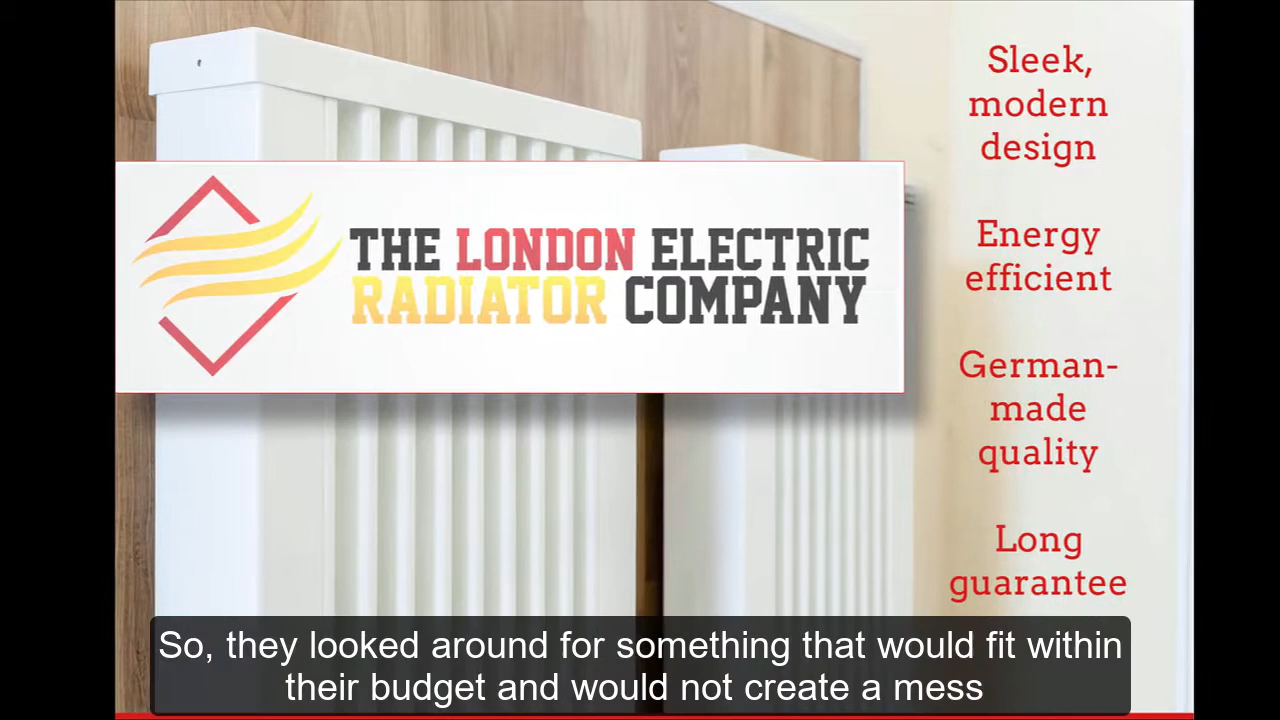 Sleek,
modern
design
Energy
efficient
German-
made
quality
Long
guarantee
THE LONDON ELECTRIC
RADIATOR COMPANY
So, they looked around for something that would fit within
their budget and would not create a mess